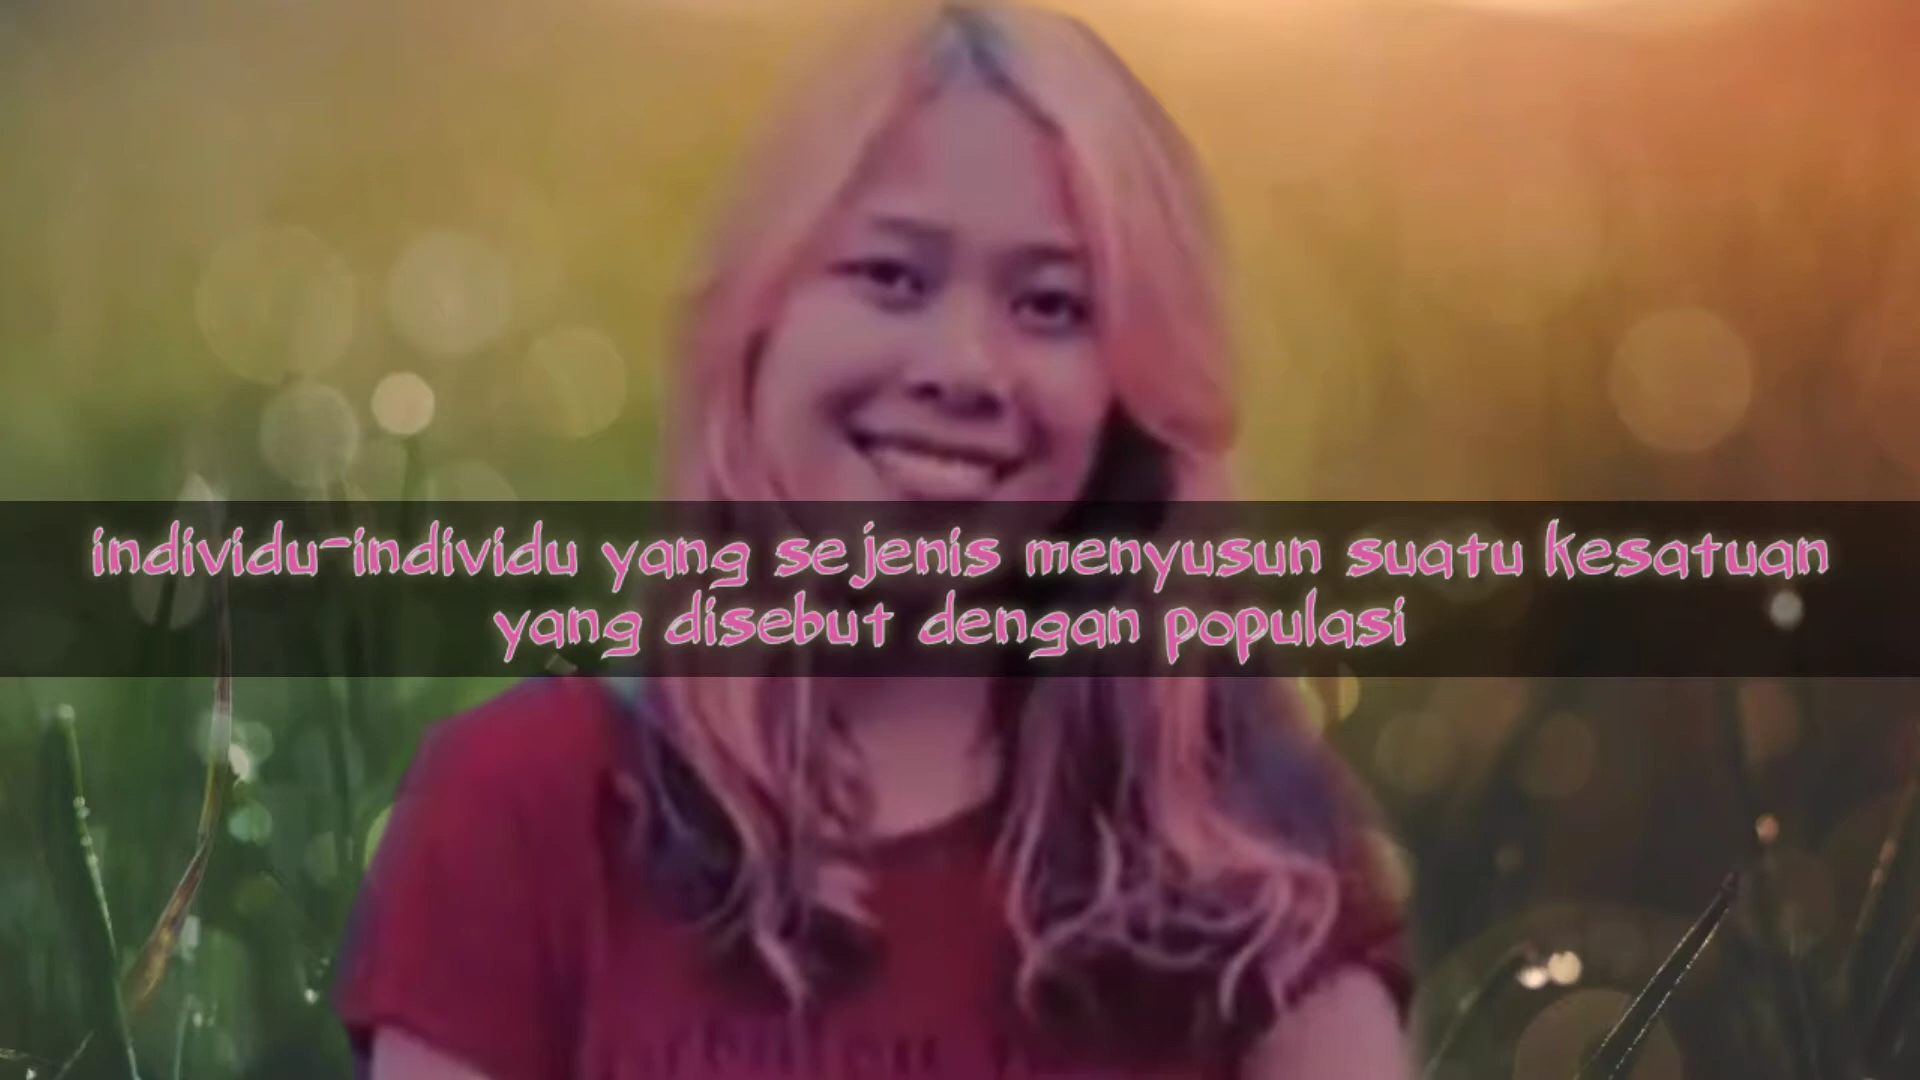 individu-individu yang sejenis menyusun suatu kesatuan
yang disebut dengan populasi